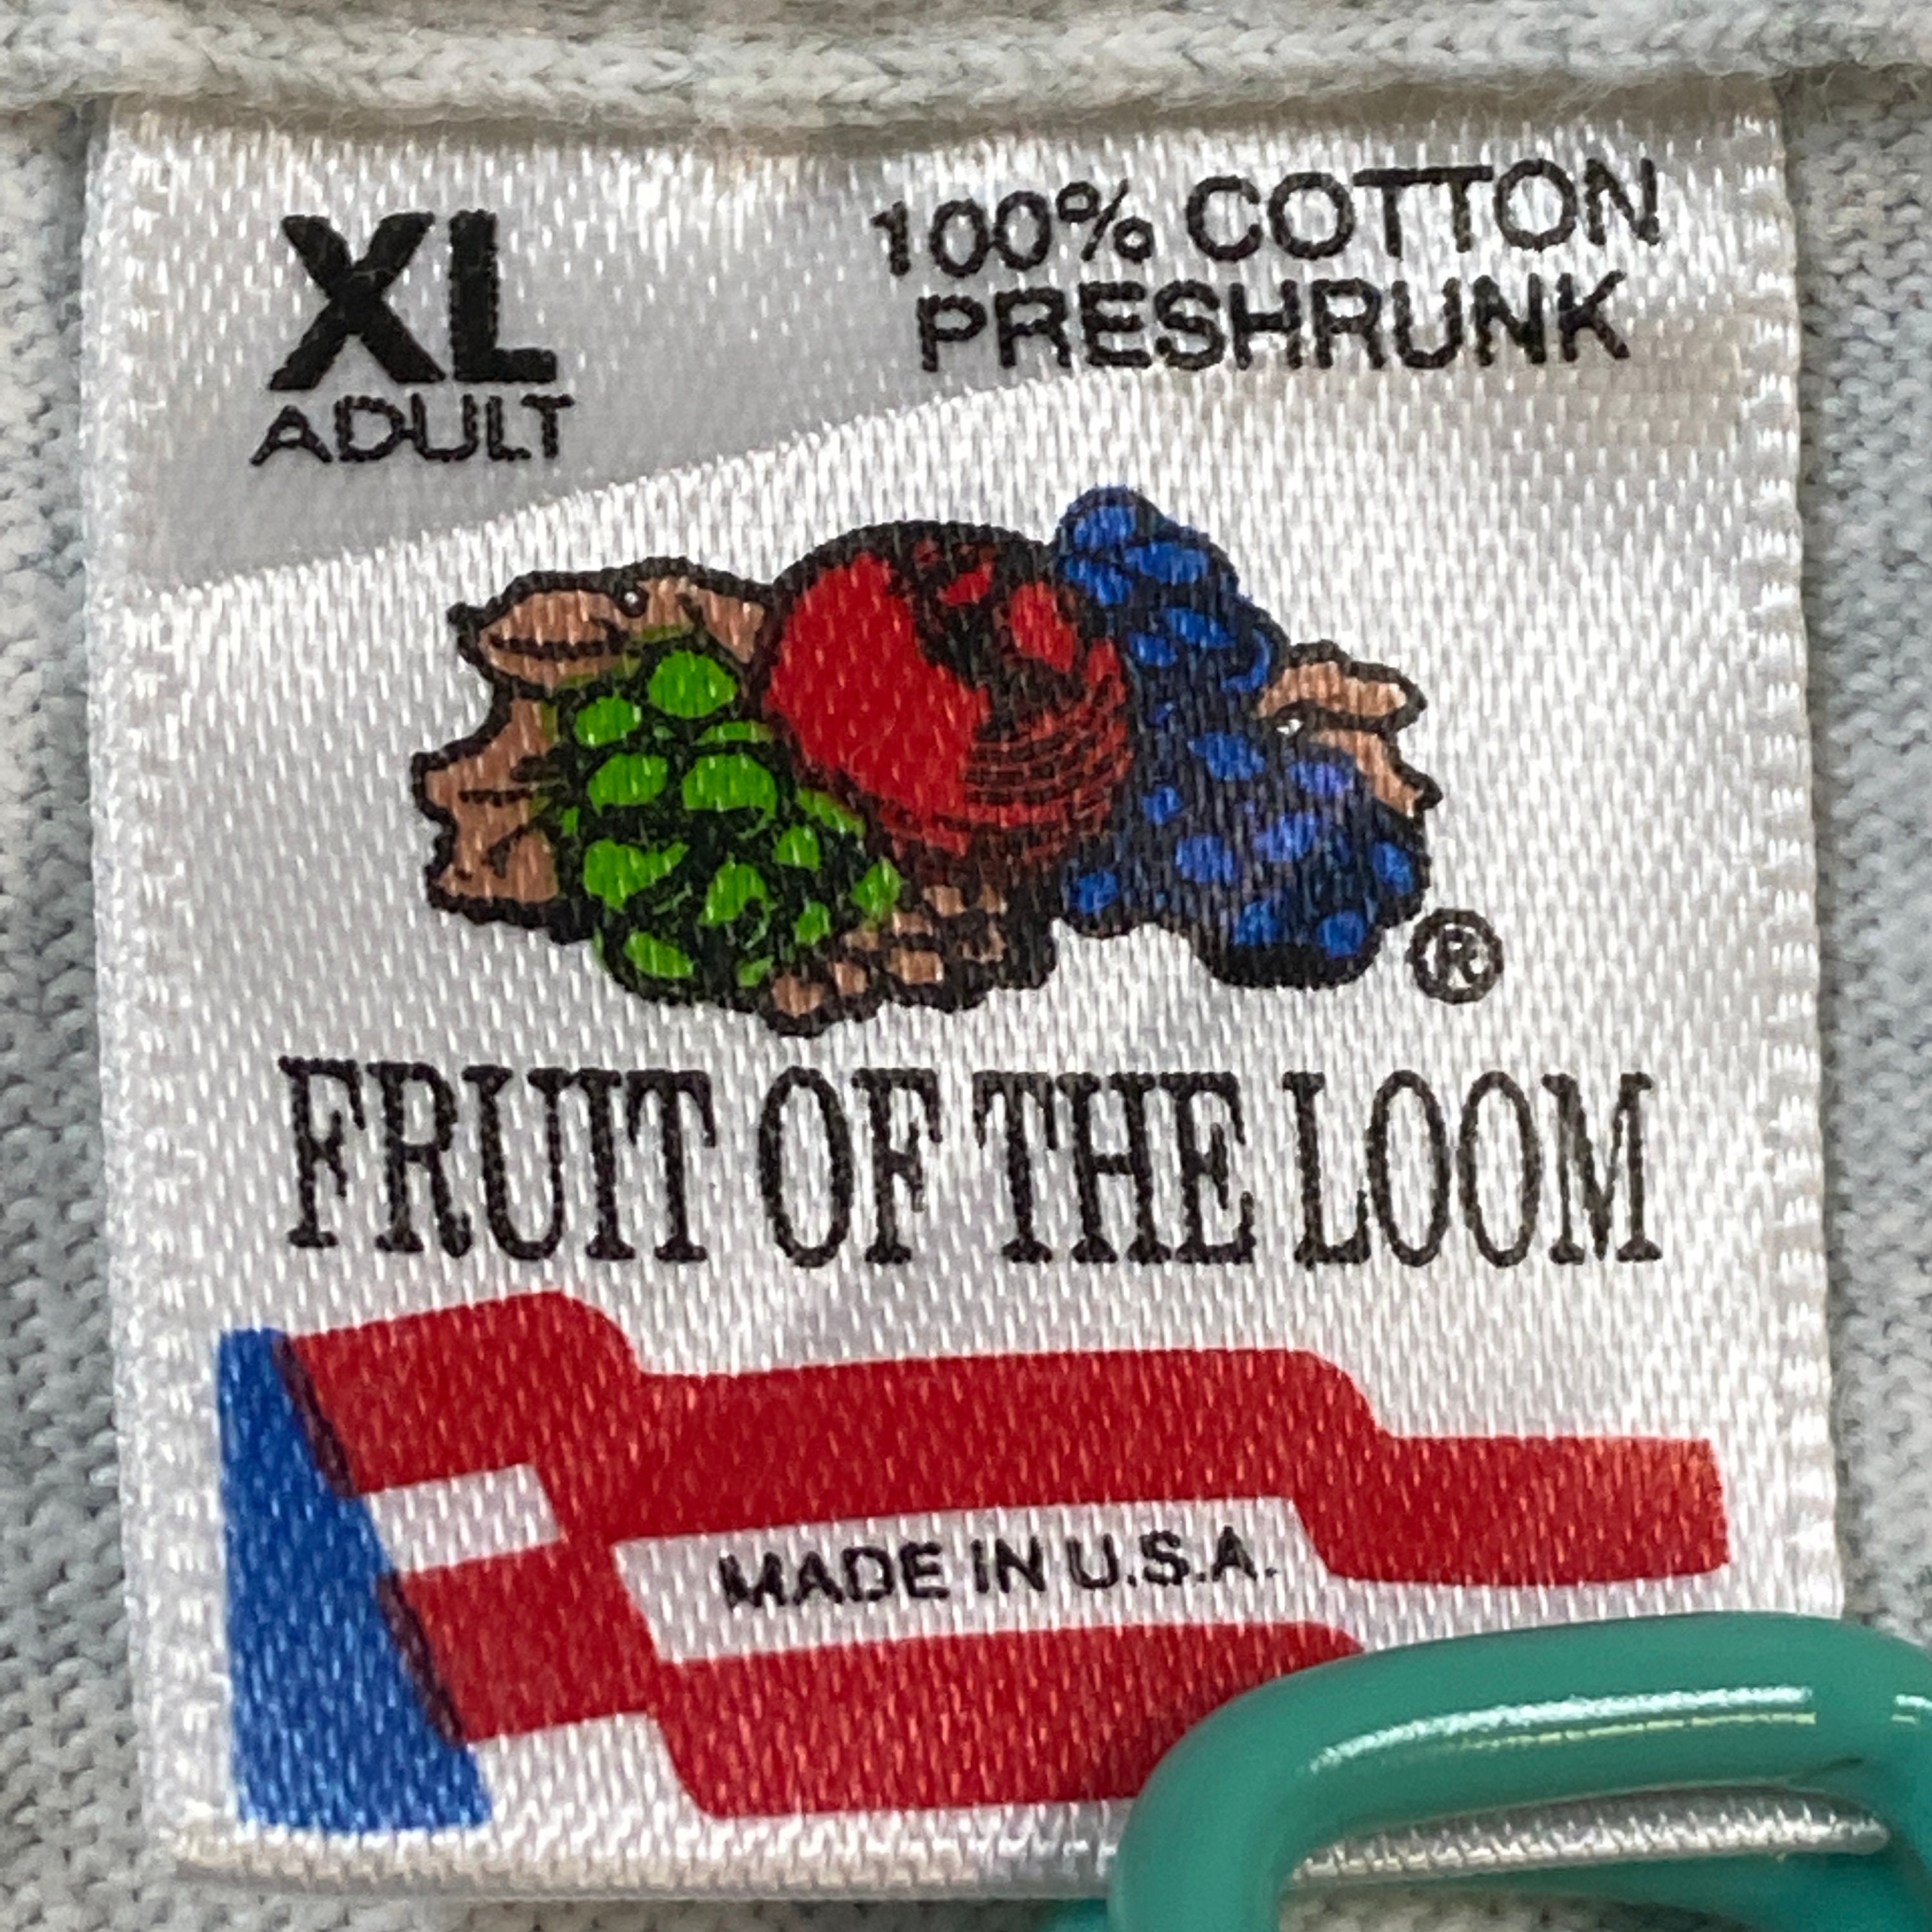 XL
ADULT
100% COTTON
PRESHRUNK
®
FRUIT OF THE LOOM
MADE IN U.S.A.